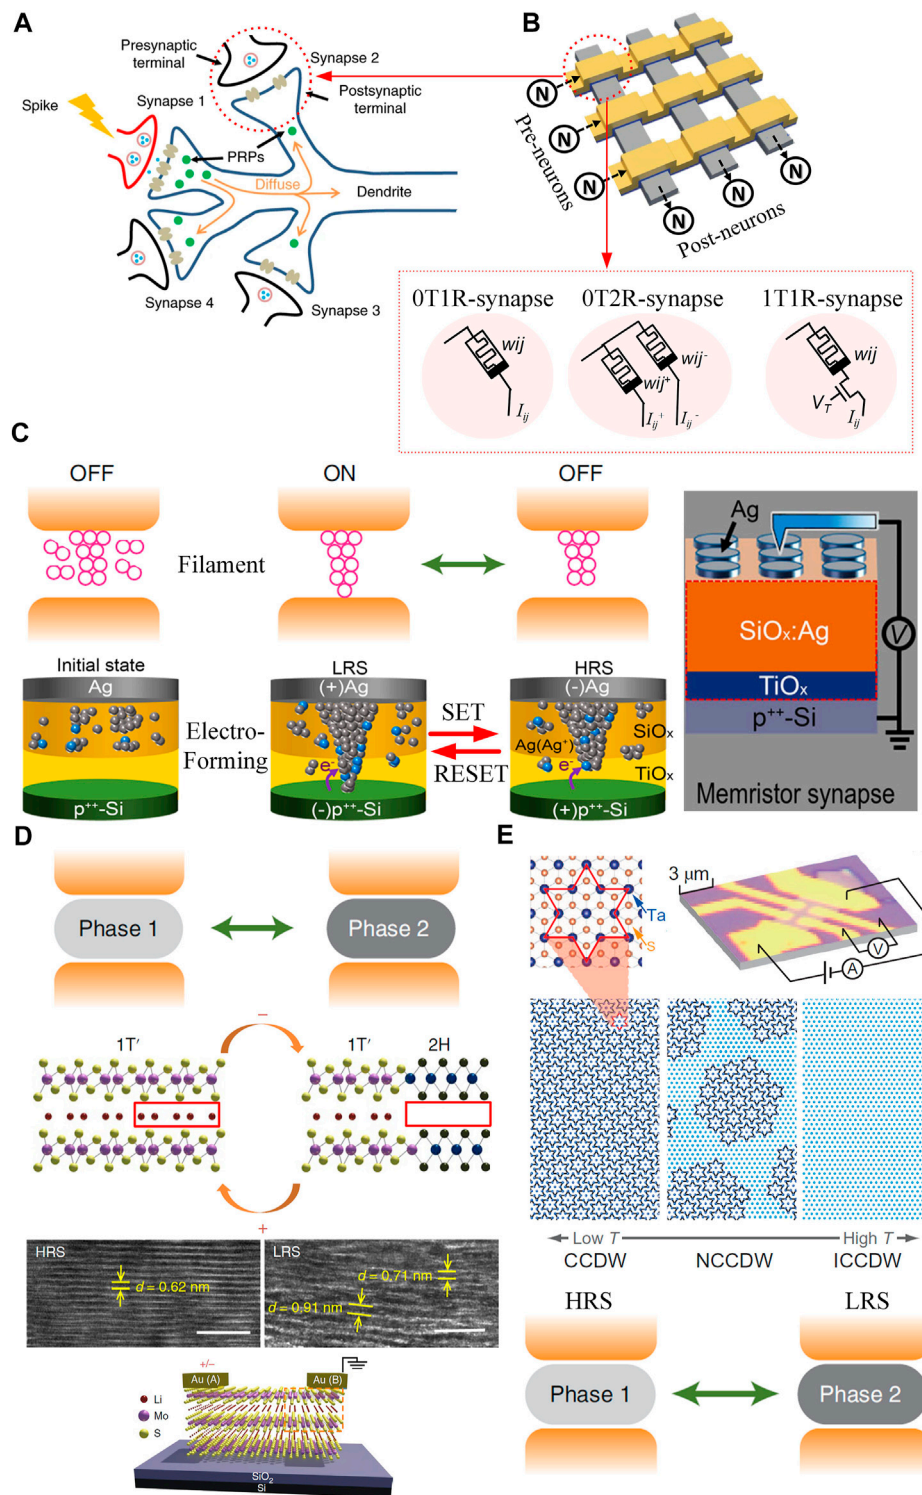 A
Presynaptic
terminal
Synapse 2
Synapse 1
Postsynaptic
terminal
Spike
PRPs
Diffuse
Dendrite
Synapse 4
Synapse 3
B
N
N
N
Pre-neurons
N
N
N
Post-neurons
0T1R-synapse
0T2R-synapse
1T1R-synapse
wij
wij⁻
wij⁺
wij
V_T
I_ij
I_ij⁺
I_ij⁻
I_ij
C
OFF
ON
OFF
Filament
Ag
V
SiOₓ:Ag
TiOₓ
p⁺⁺-Si
Memristor synapse
Initial state
LRS
HRS
Ag
(+)Ag
(-)Ag
SET
Electro-
Forming
Ag(Ag⁺)
SiOₓ
RESET
e⁻
e⁻
TiOₓ
p⁺⁺-Si
(-)p⁺⁺-Si
(+)p⁺⁺-Si
D
Phase 1
Phase 2
−
1T′
1T′
2H
+
HRS
LRS
d = 0.62 nm
d = 0.71 nm
d = 0.91 nm
+/−
Au (A)
Au (B)
Li
Mo
S
SiO₂
Si
E
3 μm
Ta
S
V
A
Low T
High T
CCDW
NCCDW
ICCDW
HRS
LRS
Phase 1
Phase 2